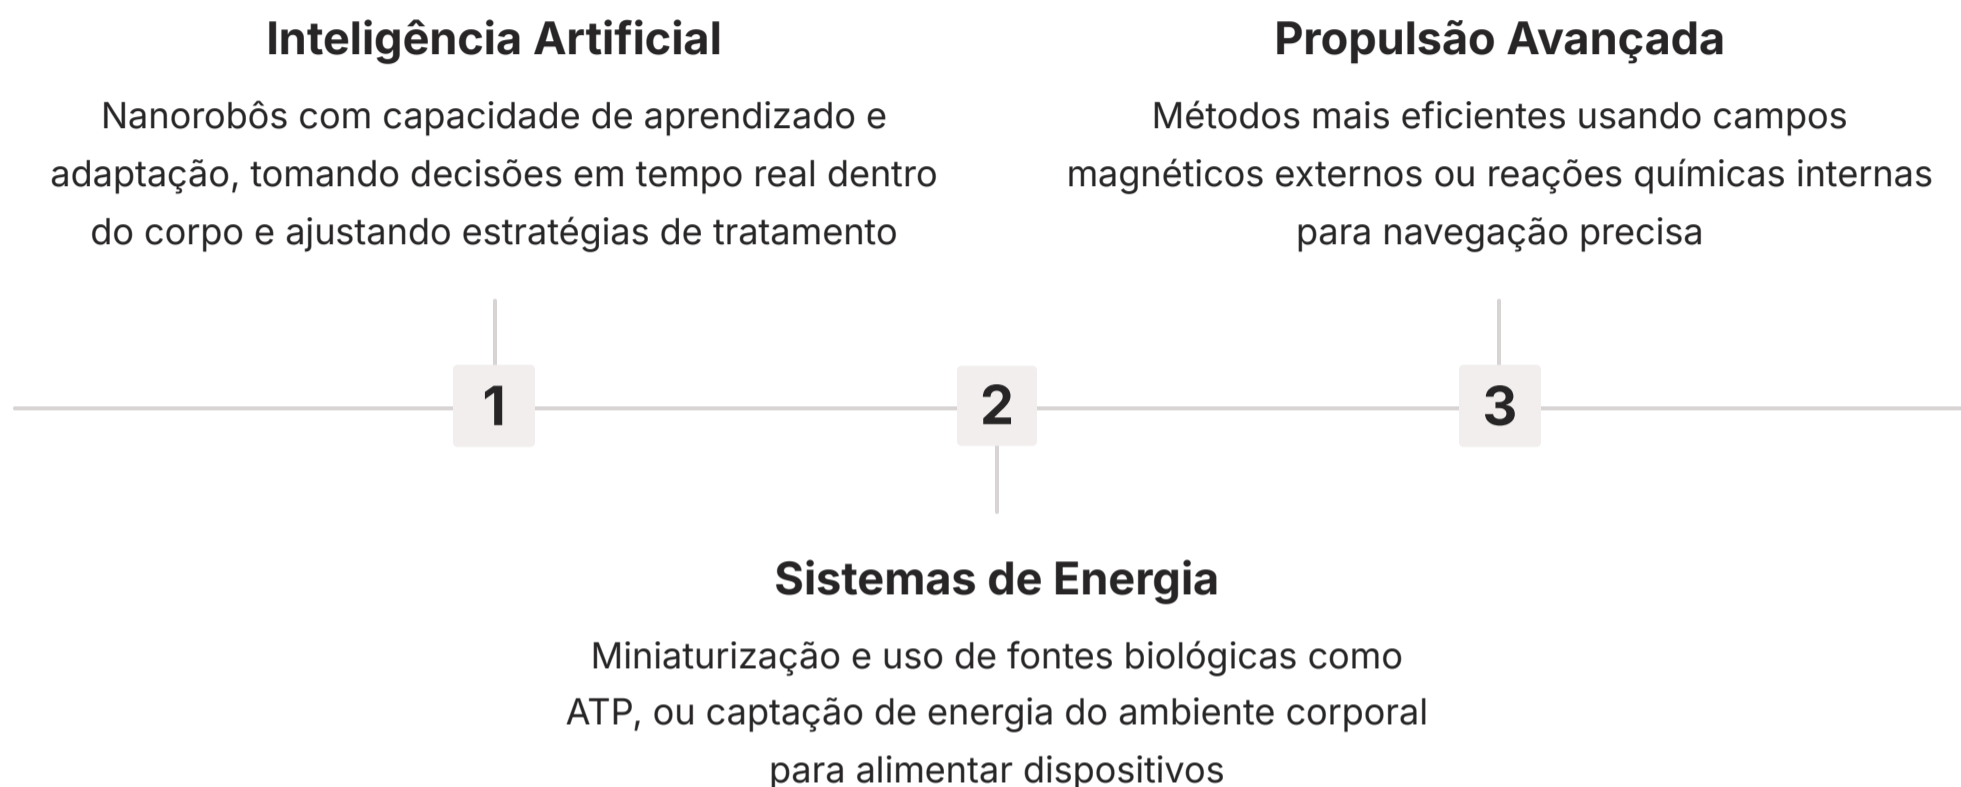 Inteligência Artificial
Nanorobôs com capacidade de aprendizado e
adaptação, tomando decisões em tempo real dentro
do corpo e ajustando estratégias de tratamento
Propulsão Avançada
Métodos mais eficientes usando campos
magnéticos externos ou reações químicas internas
para navegação precisa
1
2
3
Sistemas de Energia
Miniaturização e uso de fontes biológicas como
ATP, ou captação de energia do ambiente corporal
para alimentar dispositivos